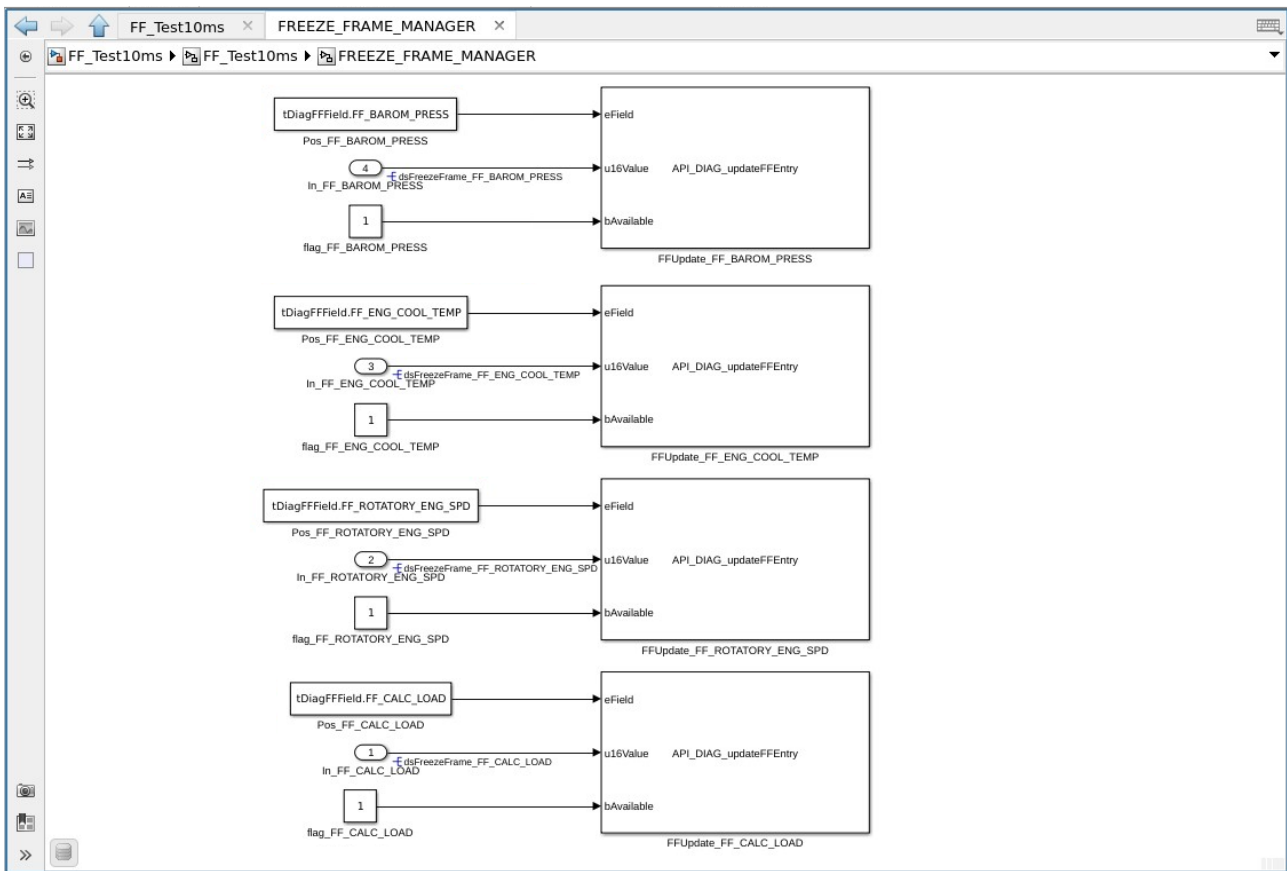 FF_Test10ms × FREEZE_FRAME_MANAGER ×
FF_Test10ms FF_Test10ms FREEZE_FRAME_MANAGER
tDiagFFField.FF_BAROM_PRESS
Pos_FF_BAROM_PRESS
eField
4
In_FF_BAROM_PRESS
dsFreezeFrame_FF_BAROM_PRESS
u16Value API_DIAG_updateFFEntry
1
flag_FF_BAROM_PRESS
bAvailable
FFUpdate_FF_BAROM_PRESS
tDiagFFField.FF_ENG_COOL_TEMP
Pos_FF_ENG_COOL_TEMP
eField
3
In_FF_ENG_COOL_TEMP
dsFreezeFrame_FF_ENG_COOL_TEMP
u16Value API_DIAG_updateFFEntry
1
flag_FF_ENG_COOL_TEMP
bAvailable
FFUpdate_FF_ENG_COOL_TEMP
tDiagFFField.FF_ROTATORY_ENG_SPD
Pos_FF_ROTATORY_ENG_SPD
eField
2
In_FF_ROTATORY_ENG_SPD
dsFreezeFrame_FF_ROTATORY_ENG_SPD
u16Value API_DIAG_updateFFEntry
1
flag_FF_ROTATORY_ENG_SPD
bAvailable
FFUpdate_FF_ROTATORY_ENG_SPD
tDiagFFField.FF_CALC_LOAD
Pos_FF_CALC_LOAD
eField
1
In_FF_CALC_LOAD
dsFreezeFrame_FF_CALC_LOAD
u16Value API_DIAG_updateFFEntry
1
flag_FF_CALC_LOAD
bAvailable
FFUpdate_FF_CALC_LOAD